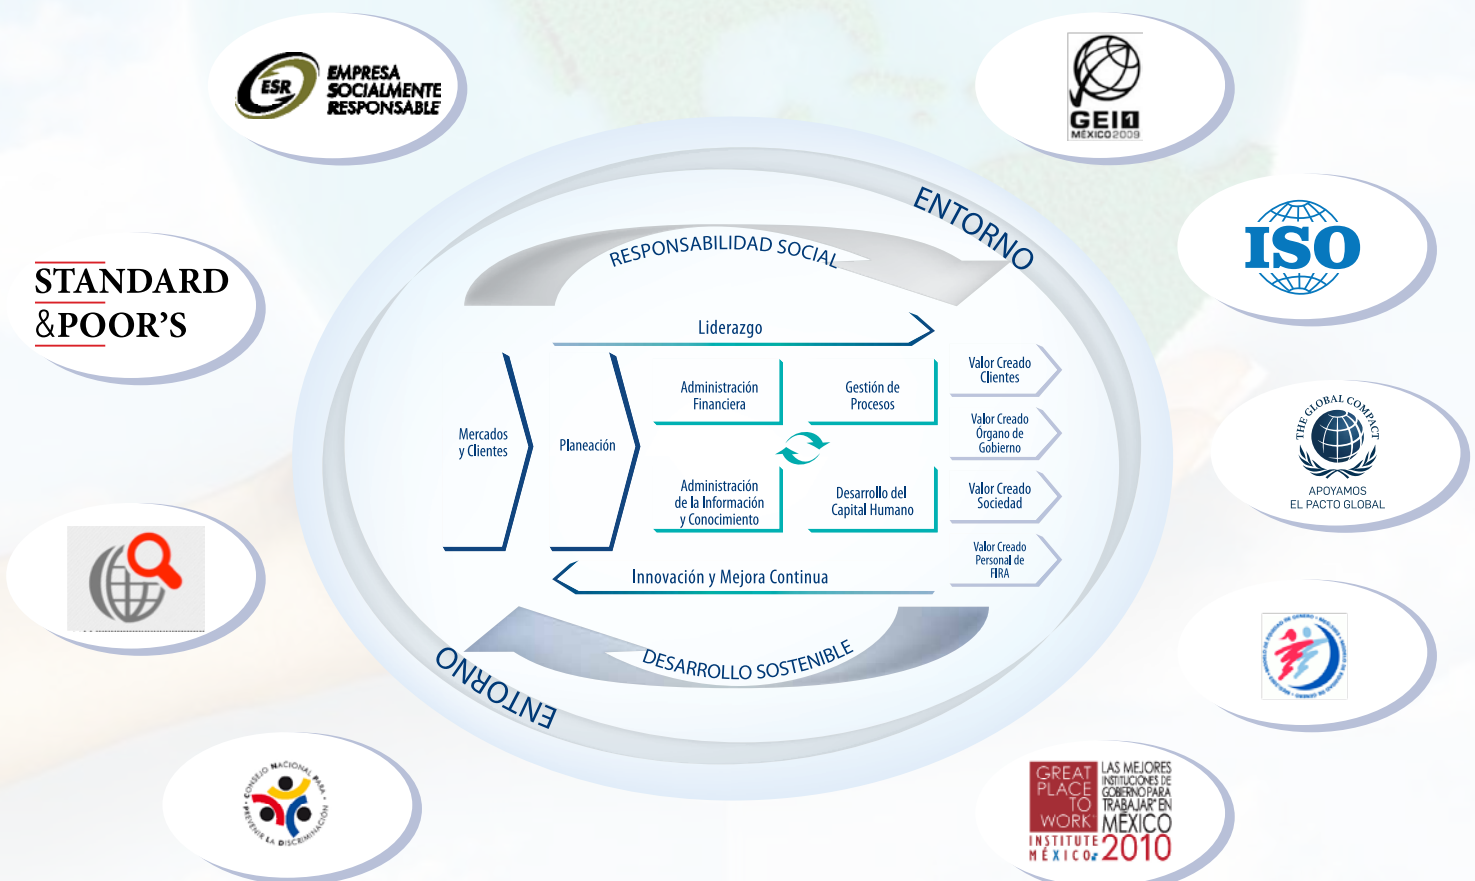 ESR
EMPRESA
SOCIALMENTE
RESPONSABLE
GEI1
MÉXICO2009
STANDARD
&POOR'S
ISO
ENTORNO
RESPONSABILIDAD SOCIAL
Liderazgo
Mercados
y Clientes
Planeación
Administración
Financiera
Gestión de
Procesos
Administración
de la Información
y Conocimiento
Desarrollo del
Capital Humano
Valor Creado
Clientes
Valor Creado
Órgano de
Gobierno
Valor Creado
Sociedad
Valor Creado
Personal de
FIRA
Innovación y Mejora Continua
DESARROLLO SOSTENIBLE
ENTORNO
THE GLOBAL COMPACT
APOYAMOS
EL PACTO GLOBAL
CONSEJO NACIONAL PARA
PREVENIR LA DISCRIMINACIÓN
GREAT
PLACE
TO
WORK
INSTITUTE
MÉXICO
LAS MEJORES
INSTITUCIONES DE
GOBIERNO PARA
TRABAJAR EN
MÉXICO
2010